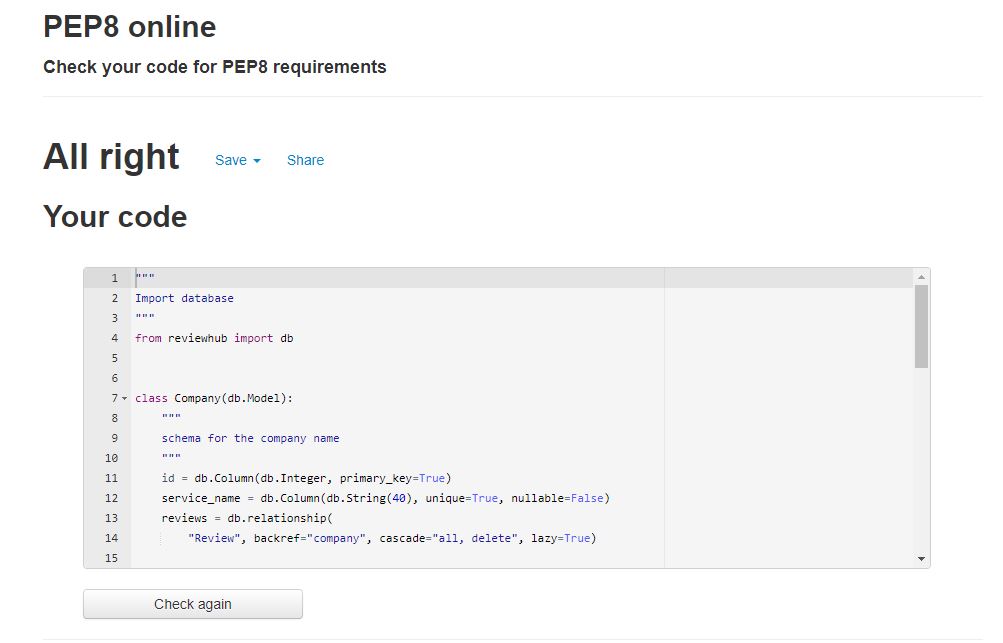 PEP8 online
Check your code for PEP8 requirements
All right Save Share
Your code
1 """
2 Import database
3 """
4 from reviewhub import db
5
6
7 class Company(db.Model):
8     """
9     schema for the company name
10     """
11     id = db.Column(db.Integer, primary_key=True)
12     service_name = db.Column(db.String(40), unique=True, nullable=False)
13     reviews = db.relationship(
14         "Review", backref="company", cascade="all, delete", lazy=True)
15
Check again